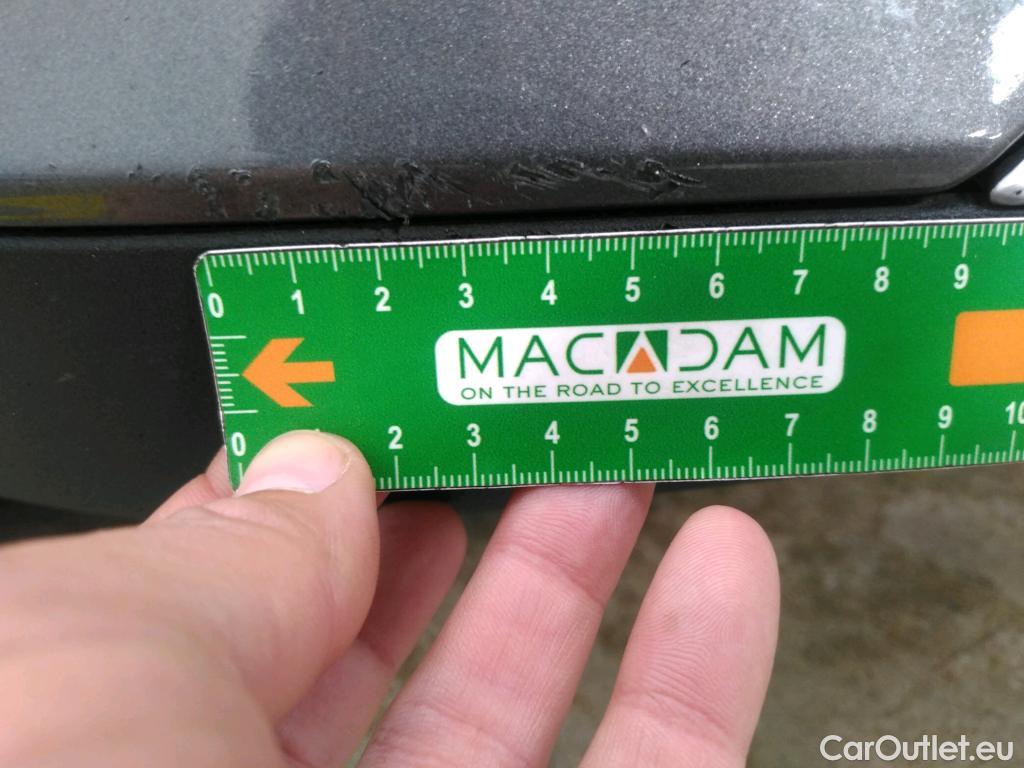 0 1 2 3 4 5 6 7 8 9
MACADAM
ON THE ROAD TO EXCELLENCE
0 2 3 4 5 6 7 8 9 10
CarOutlet.eu